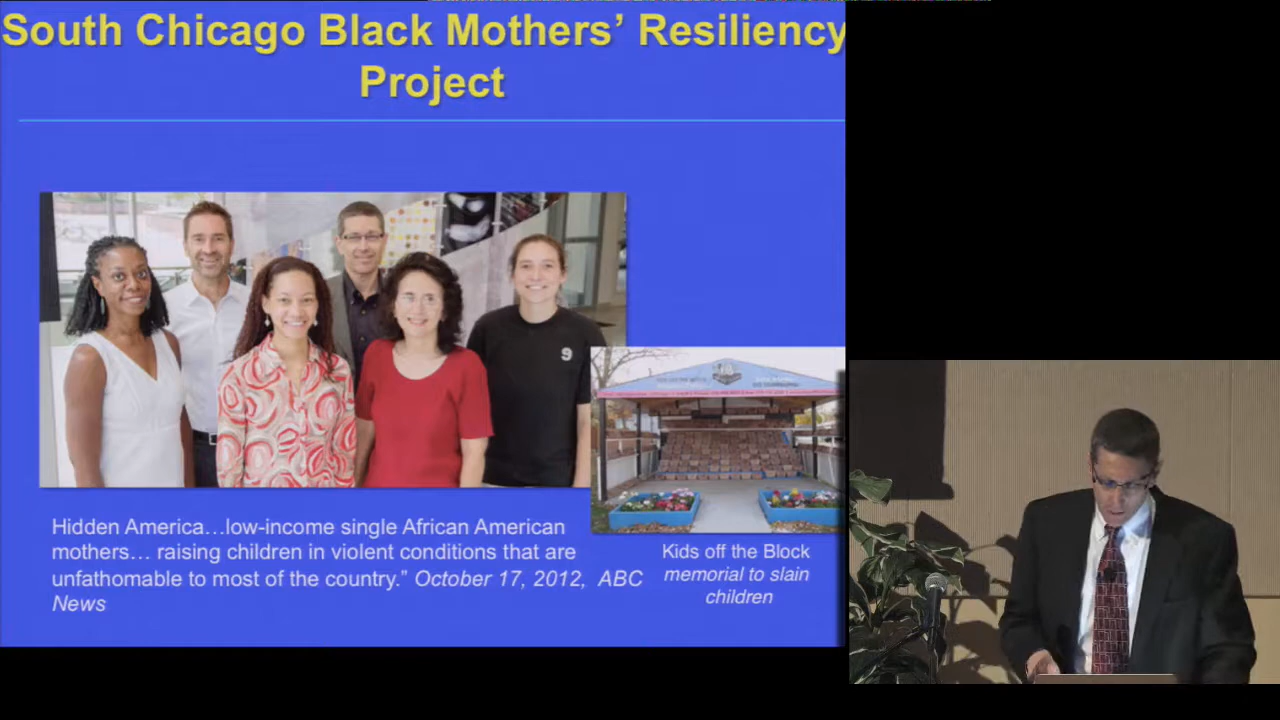 South Chicago Black Mothers’ Resiliency
Project
9
Hidden America…low-income single African American
mothers… raising children in violent conditions that are
unfathomable to most of the country.” October 17, 2012, ABC
News
Kids off the Block
memorial to slain
children